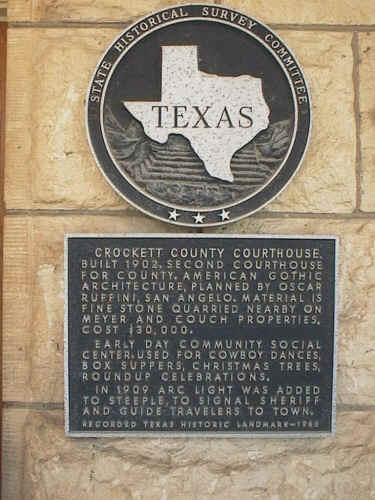 STATE HISTORICAL SURVEY COMMITTEE
TEXAS
CROCKETT COUNTY COURTHOUSE,
BUILT 1902. SECOND COURTHOUSE
FOR COUNTY. AMERICAN GOTHIC
ARCHITECTURE, PLANNED BY OSCAR
RUFFINI, SAN ANGELO. MATERIAL IS
FINE STONE QUARRIED NEARBY ON
MEYER AND COUCH PROPERTIES.
COST $30,000.
EARLY DAY COMMUNITY SOCIAL
CENTER, USED FOR COWBOY DANCES,
BOX SUPPERS, CHRISTMAS TREES,
ROUNDUP CELEBRATIONS.
IN 1909 ARC LIGHT WAS ADDED
TO STEEPLE, TO SIGNAL SHERIFF
AND GUIDE TRAVELERS TO TOWN.
RECORDED TEXAS HISTORIC LANDMARK—